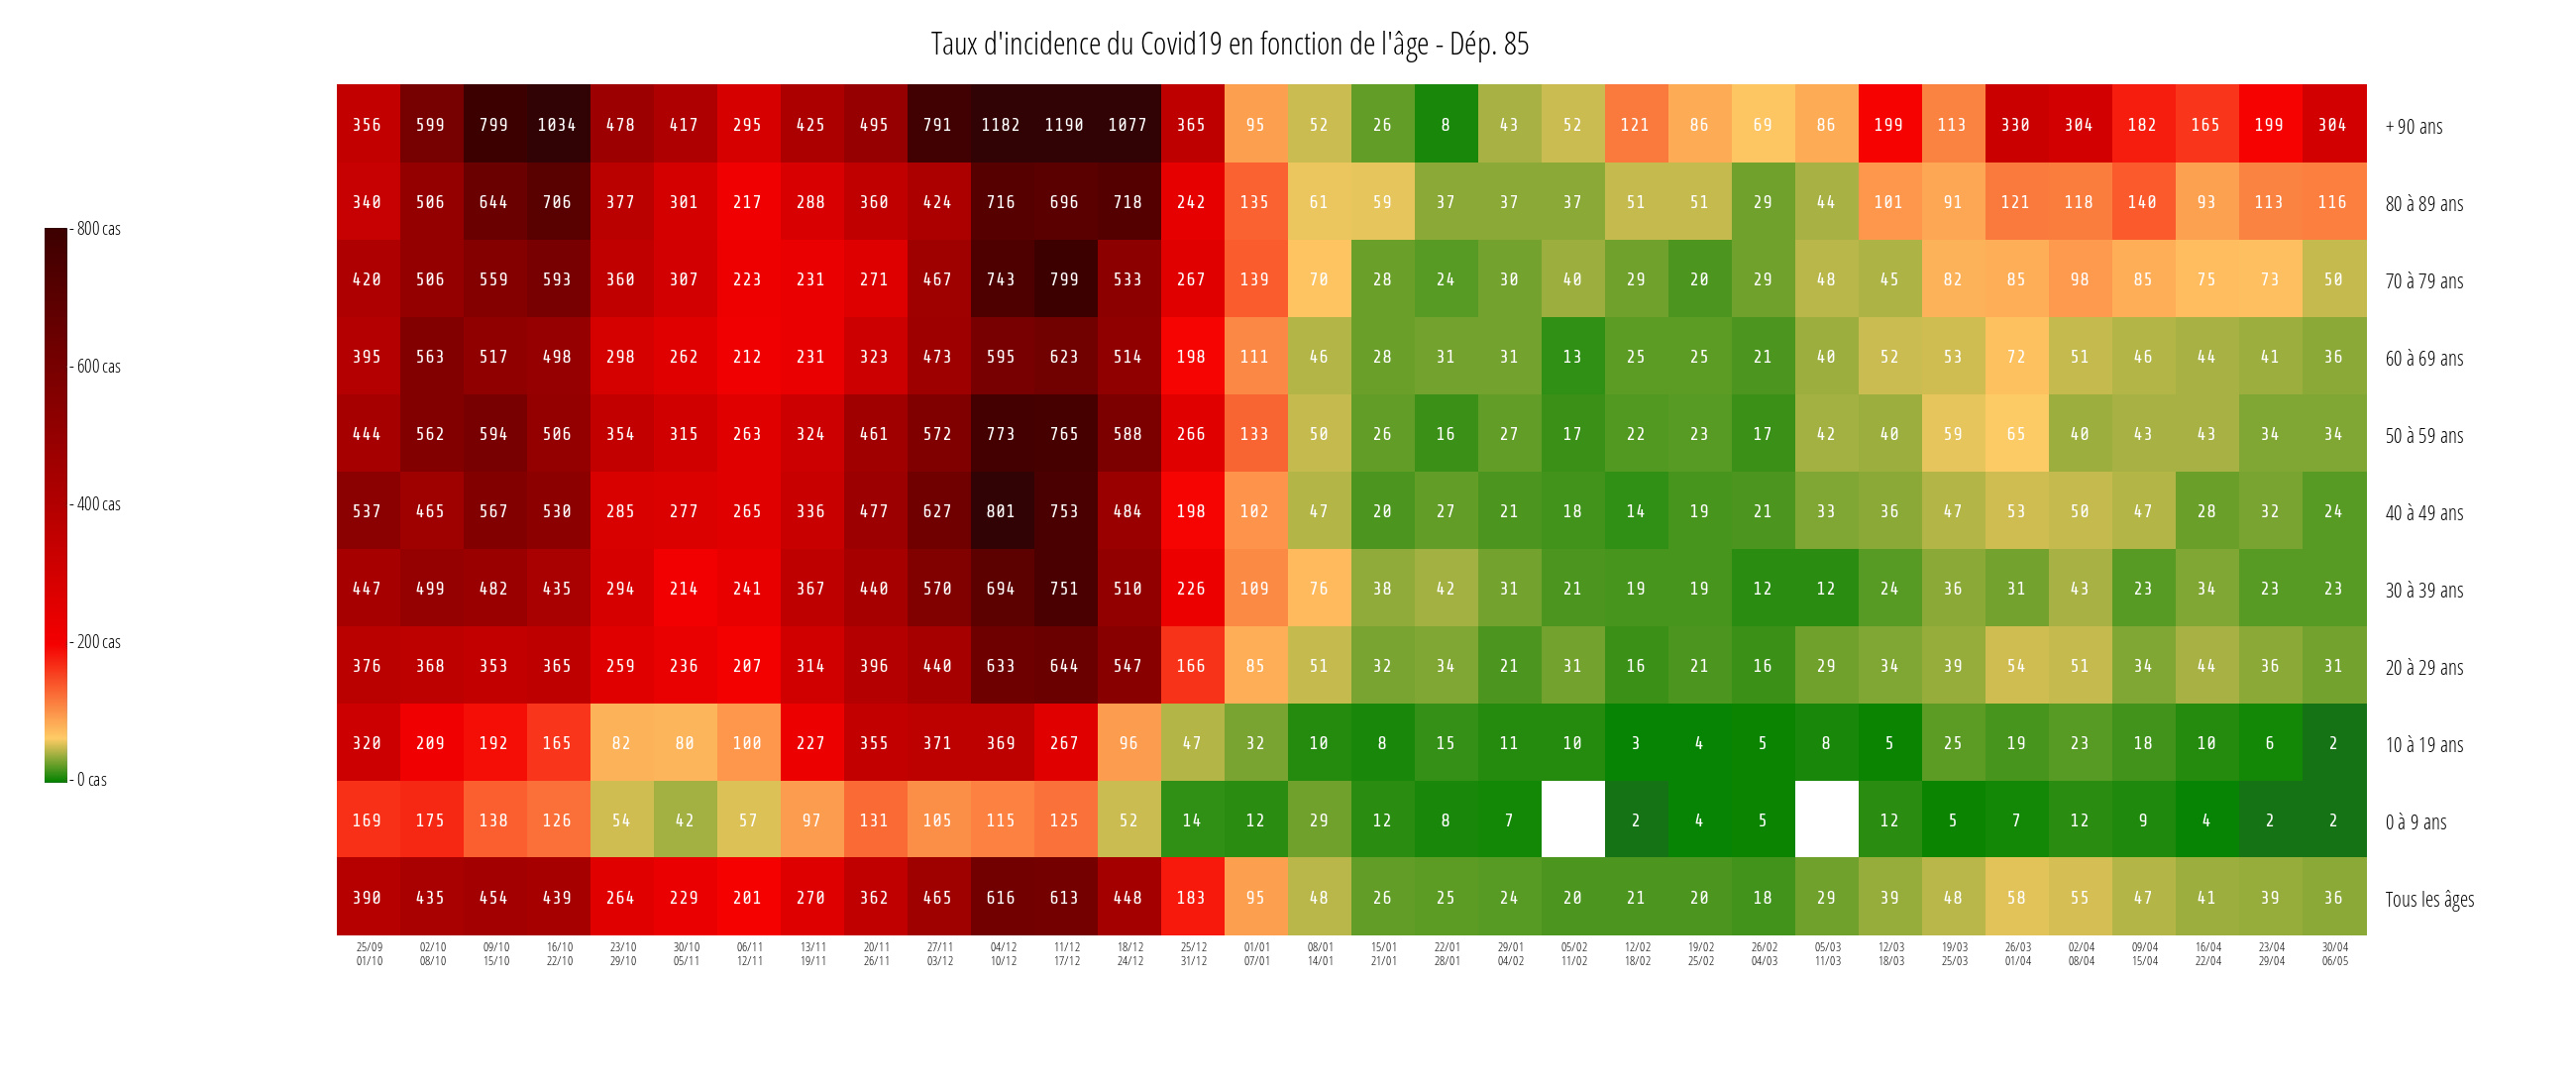 Taux d'incidence du Covid19 en fonction de l'âge - Dép. 85
- 800 cas
- 600 cas
- 400 cas
- 200 cas
- 0 cas
356 599 799 1034 478 417 295 425 495 791 1182 1190 1077 365 95 52 26 8 43 52 121 86 69 86 199 113 330 304 182 165 199 304 + 90 ans
340 506 644 706 377 301 217 288 360 424 716 696 718 242 135 61 59 37 37 37 51 51 29 44 101 91 121 118 140 93 113 116 80 à 89 ans
420 506 559 593 360 307 223 231 271 467 743 799 533 267 139 70 28 24 30 40 29 20 29 48 45 82 85 98 85 75 73 50 70 à 79 ans
395 563 517 498 298 262 212 231 323 473 595 623 514 198 111 46 28 31 31 13 25 25 21 40 52 53 72 51 46 44 41 36 60 à 69 ans
444 562 594 506 354 315 263 324 461 572 773 765 588 266 133 50 26 16 27 17 22 23 17 42 40 59 65 40 43 43 34 34 50 à 59 ans
537 465 567 530 285 277 265 336 477 627 801 753 484 198 102 47 20 27 21 18 14 19 21 33 36 47 53 50 47 28 32 24 40 à 49 ans
447 499 482 435 294 214 241 367 440 570 694 751 510 226 109 76 38 42 31 21 19 19 12 12 24 36 31 43 23 34 23 23 30 à 39 ans
376 368 353 365 259 236 207 314 396 440 633 644 547 166 85 51 32 34 21 31 16 21 16 29 34 39 54 51 34 44 36 31 20 à 29 ans
320 209 192 165 82 80 100 227 355 371 369 267 96 47 32 10 8 15 11 10 3 4 5 8 5 25 19 23 18 10 6 2 10 à 19 ans
169 175 138 126 54 42 57 97 131 105 115 125 52 14 12 29 12 8 7 2 4 5 12 5 7 12 9 4 2 2 0 à 9 ans
390 435 454 439 264 229 201 270 362 465 616 613 448 183 95 48 26 25 24 20 21 20 18 29 39 48 58 55 47 41 39 36 Tous les âges
25/09 02/10 09/10 16/10 23/10 30/10 06/11 13/11 20/11 27/11 04/12 11/12 18/12 25/12 01/01 08/01 15/01 22/01 29/01 05/02 12/02 19/02 26/02 05/03 12/03 19/03 26/03 02/04 09/04 16/04 23/04 30/04
01/10 08/10 15/10 22/10 29/10 05/11 12/11 19/11 26/11 03/12 10/12 17/12 24/12 31/12 07/01 14/01 21/01 28/01 04/02 11/02 18/02 25/02 04/03 11/03 18/03 25/03 01/04 08/04 15/04 22/04 29/04 06/05